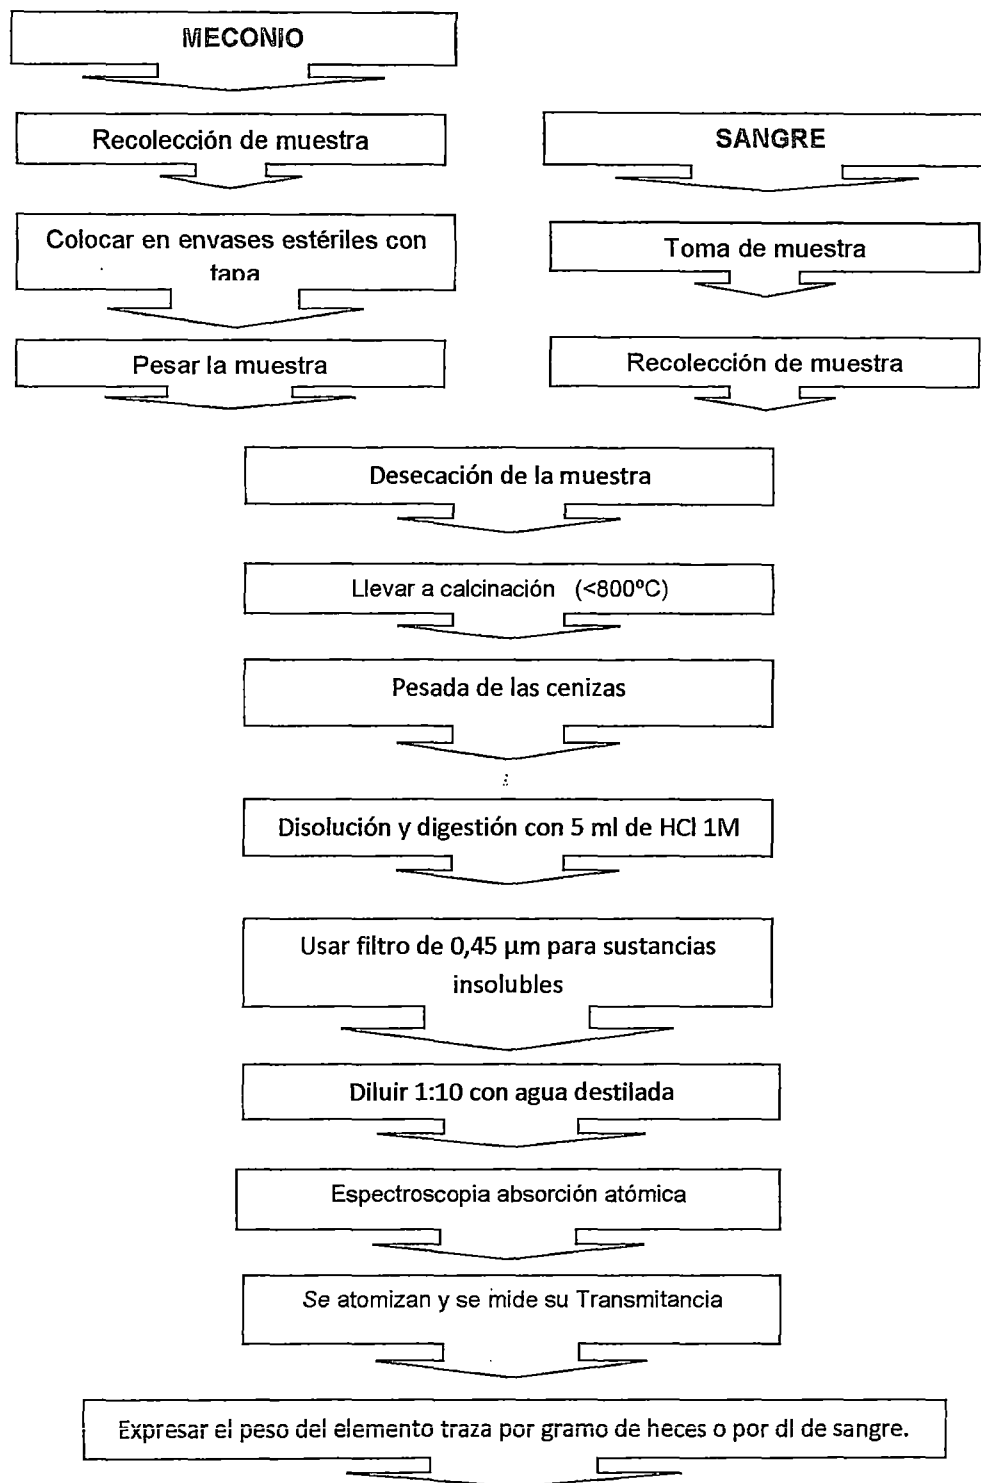 MECONIO
Recolección de muestra
Colocar en envases estériles con
tapa
Pesar la muestra
SANGRE
Toma de muestra
Recolección de muestra
Desecación de la muestra
Llevar a calcinación (<800ºC)
Pesada de las cenizas
Disolución y digestión con 5 ml de HCl 1M
Usar filtro de 0,45 µm para sustancias
insolubles
Diluir 1:10 con agua destilada
Espectroscopia absorción atómica
Se atomizan y se mide su Transmitancia
Expresar el peso del elemento traza por gramo de heces o por dl de sangre.